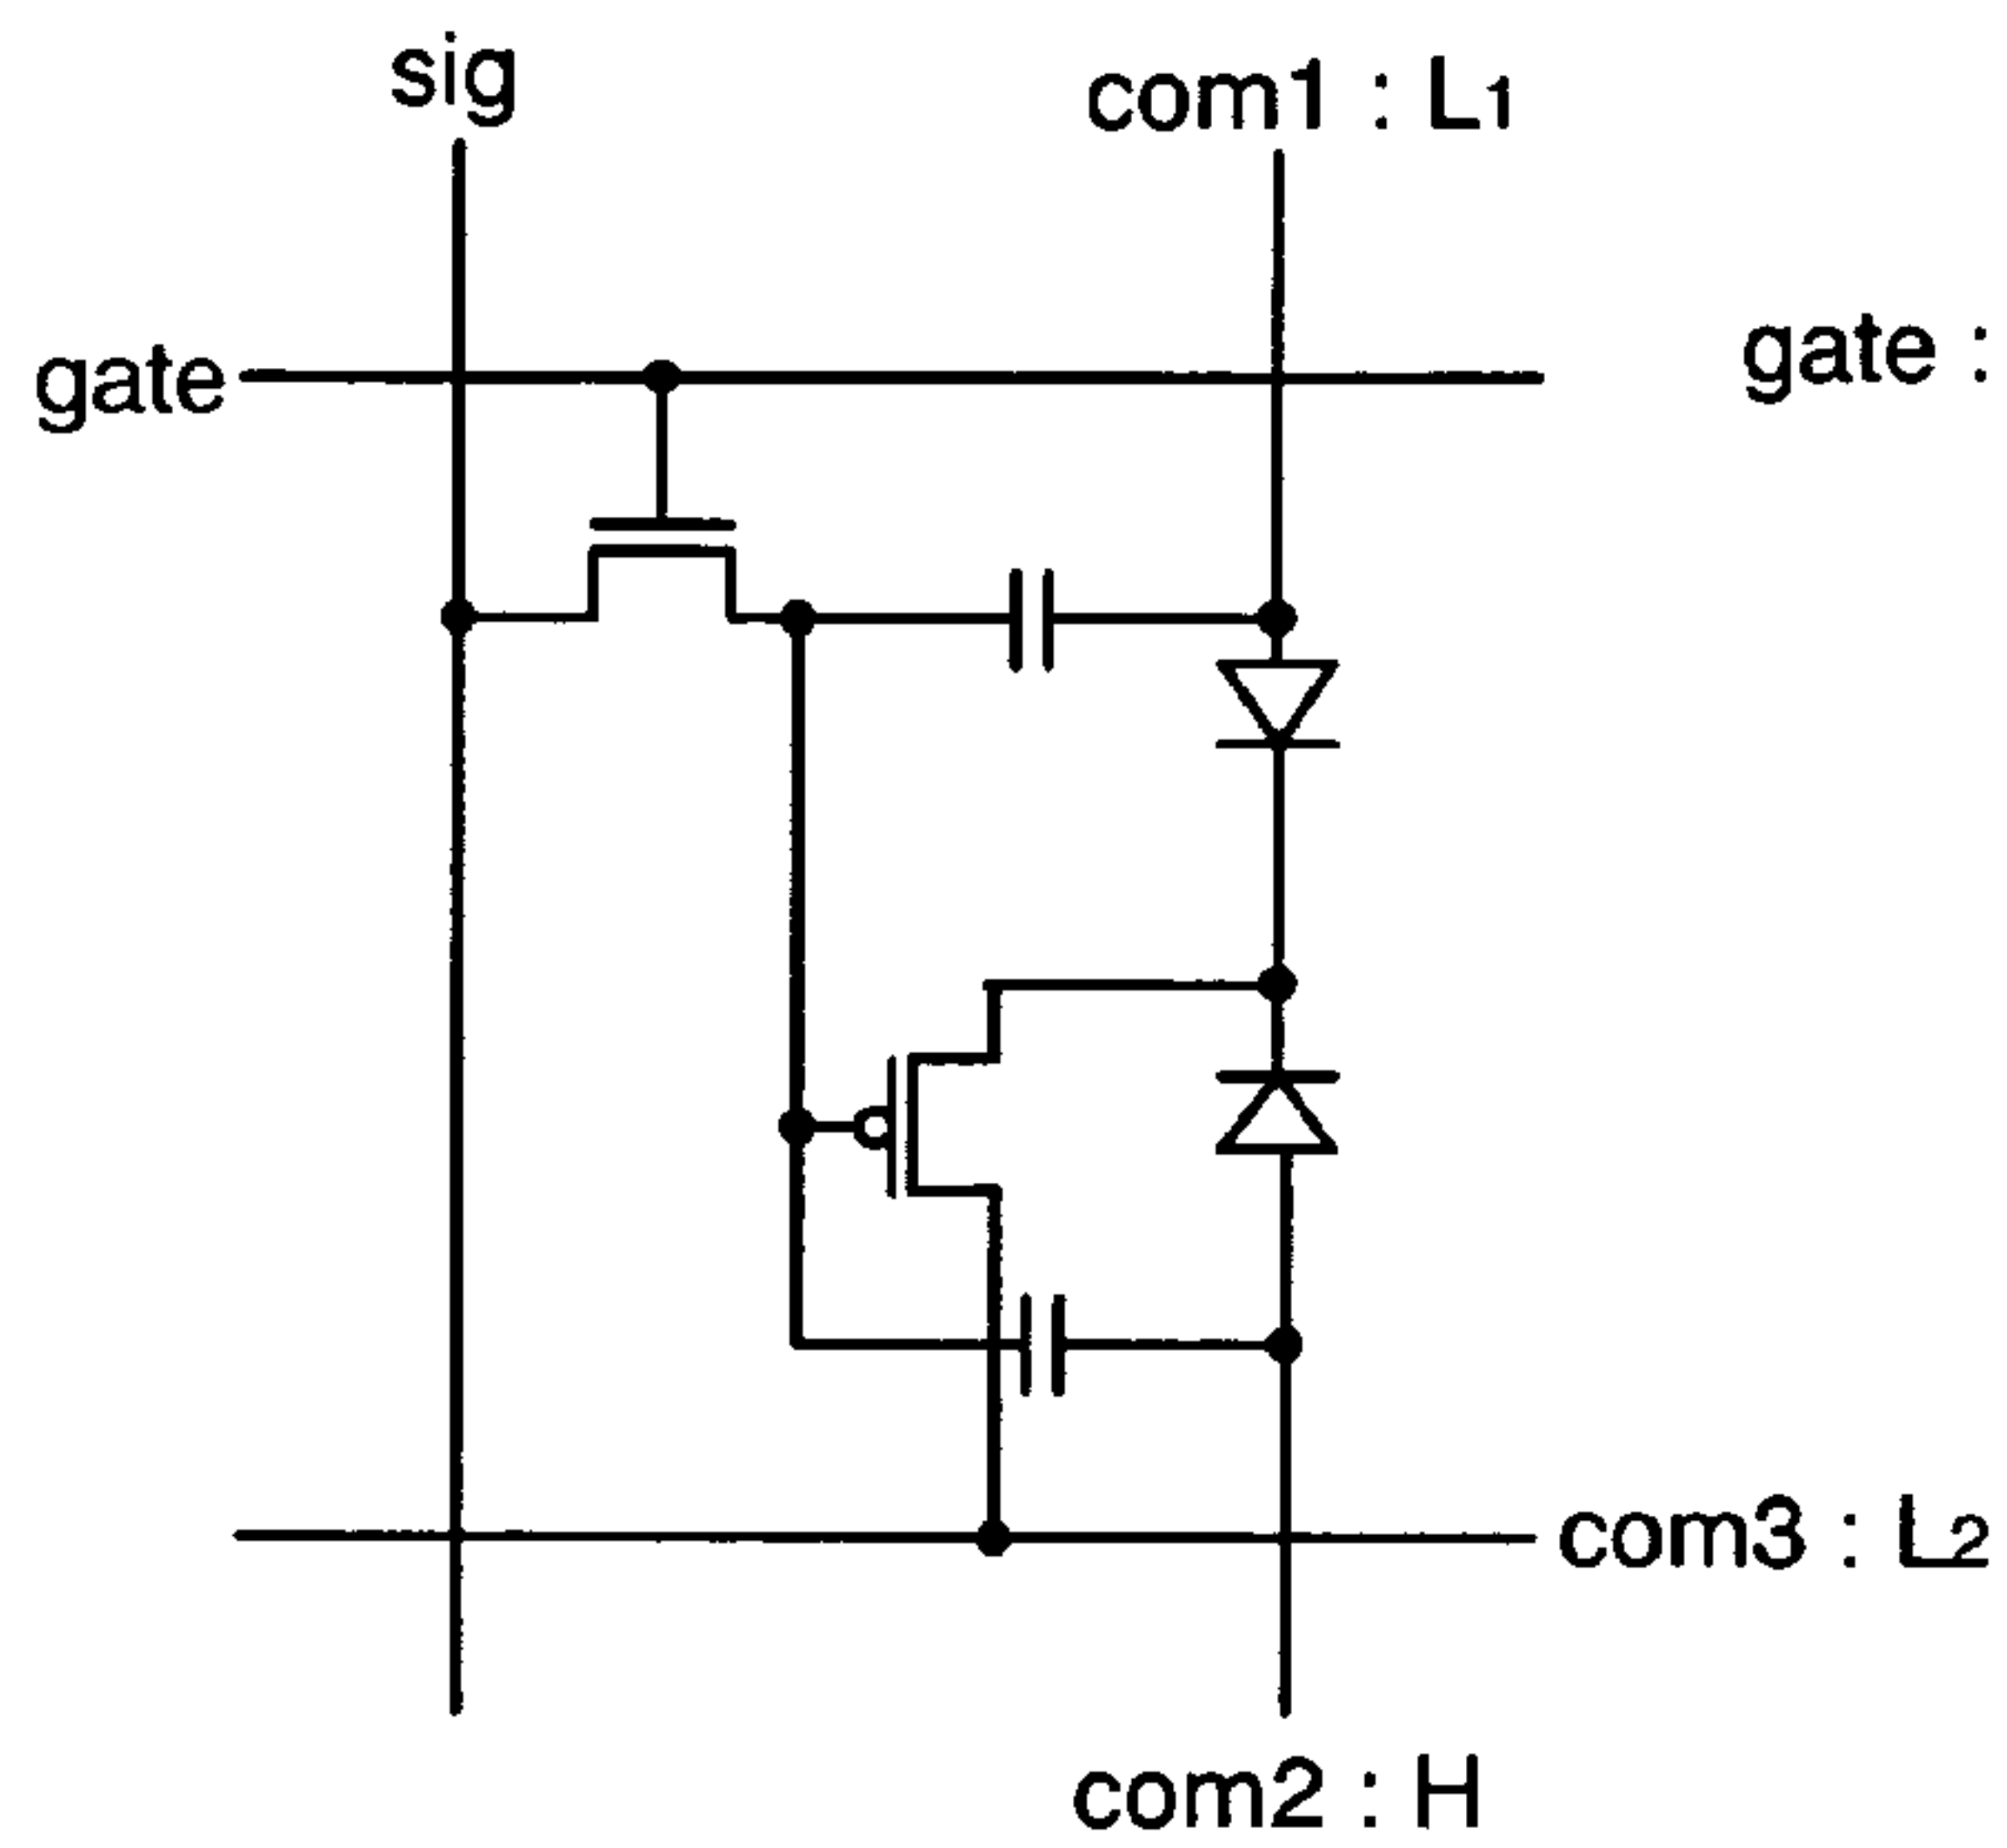 sig
com1 : L1
gate
gate :
com3 : L2
com2 : H